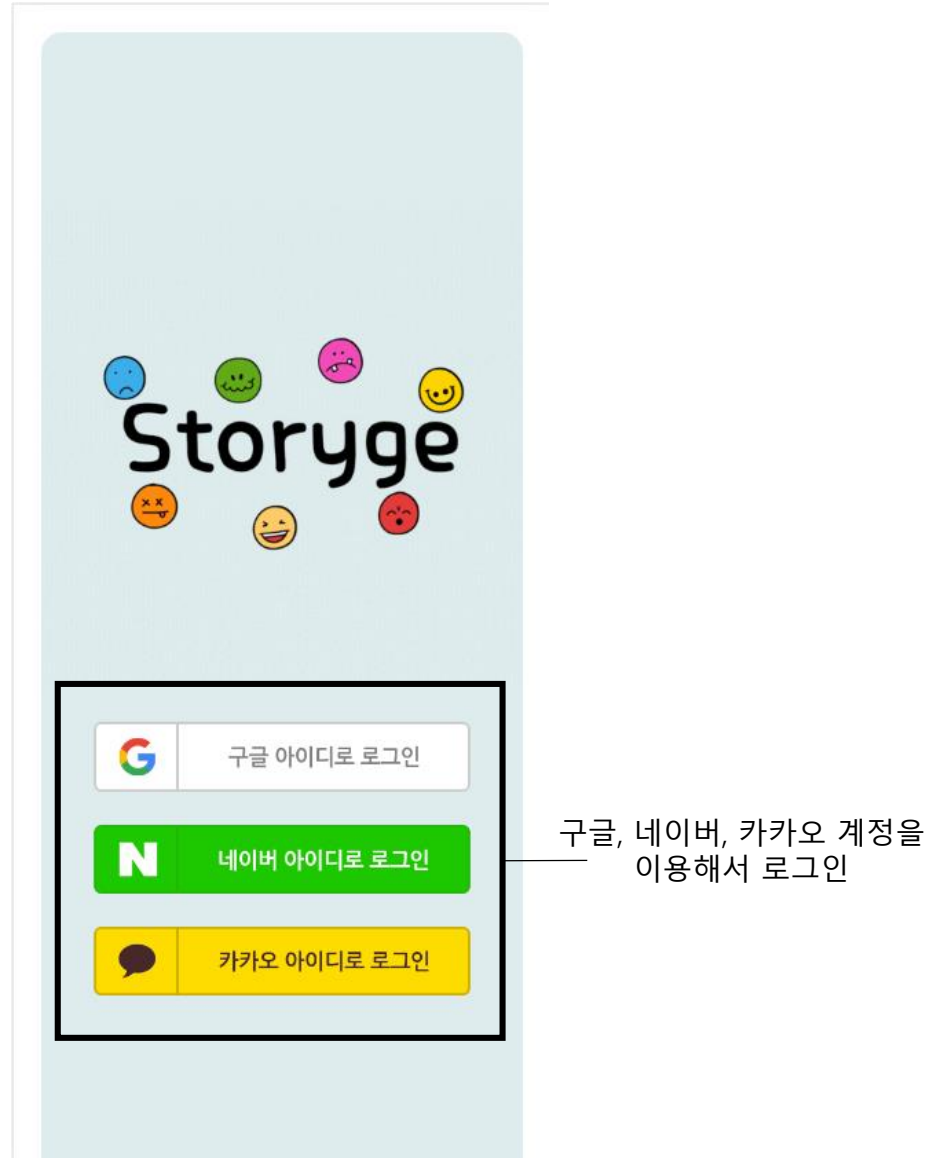 Storyge
구글 아이디로 로그인
네이버 아이디로 로그인
카카오 아이디로 로그인
구글, 네이버, 카카오 계정을
이용해서 로그인